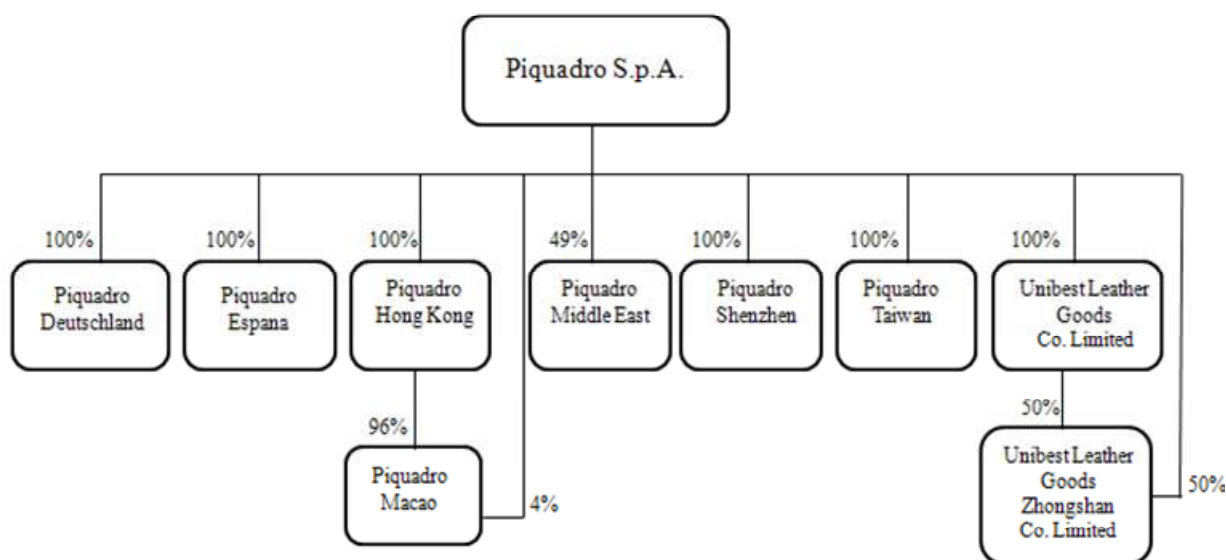 Piquadro S.p.A.
100%
100%
100%
49%
100%
100%
100%
Piquadro
Deutschland
Piquadro
Espana
Piquadro
Hong Kong
Piquadro
Middle East
Piquadro
Shenzhen
Piquadro
Taiwan
Unibest Leather
Goods
Co. Limited
96%
50%
Piquadro
Macao
4%
Unibest Leather
Goods
Zhongshan
Co. Limited
50%